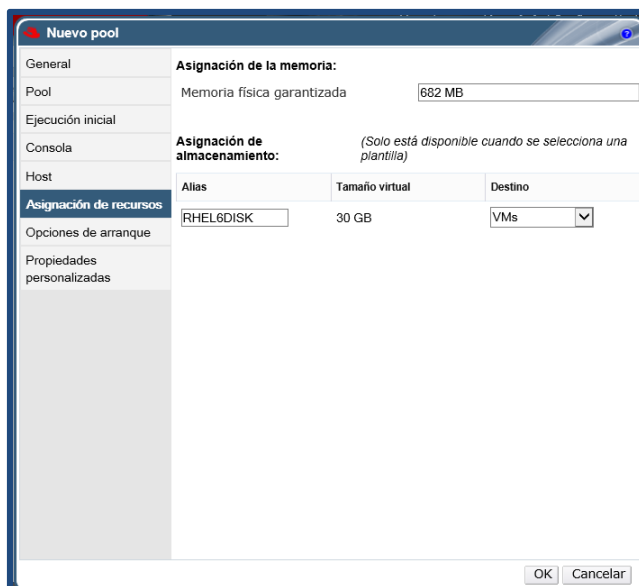 Nuevo pool
General
Pool
Ejecución inicial
Consola
Host
Asignación de recursos
Opciones de arranque
Propiedades
personalizadas
Asignación de la memoria:
Memoria física garantizada
682 MB
Asignación de
almacenamiento:
(Solo está disponible cuando se selecciona una
plantilla)
Alias
Tamaño virtual
Destino
RHEL6DISK
30 GB
VMs
OK
Cancelar